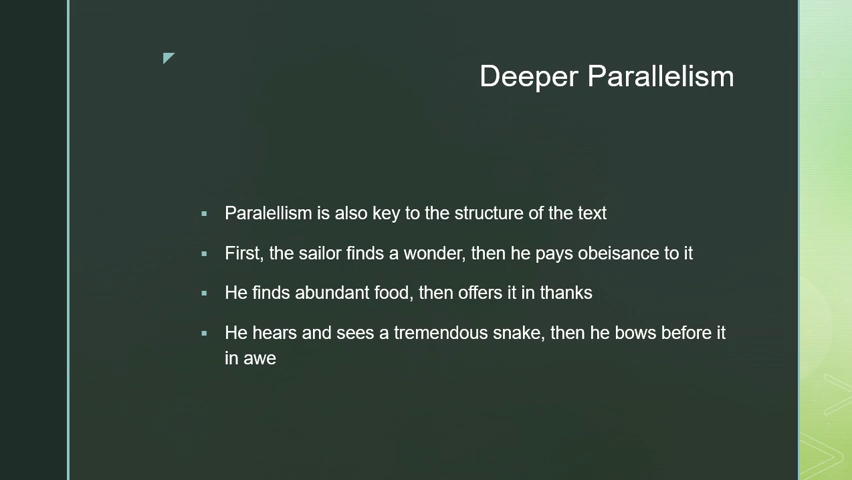 Deeper Parallelism
Paralellism is also key to the structure of the text
First, the sailor finds a wonder, then he pays obeisance to it
He finds abundant food, then offers it in thanks
He hears and sees a tremendous snake, then he bows before it
in awe